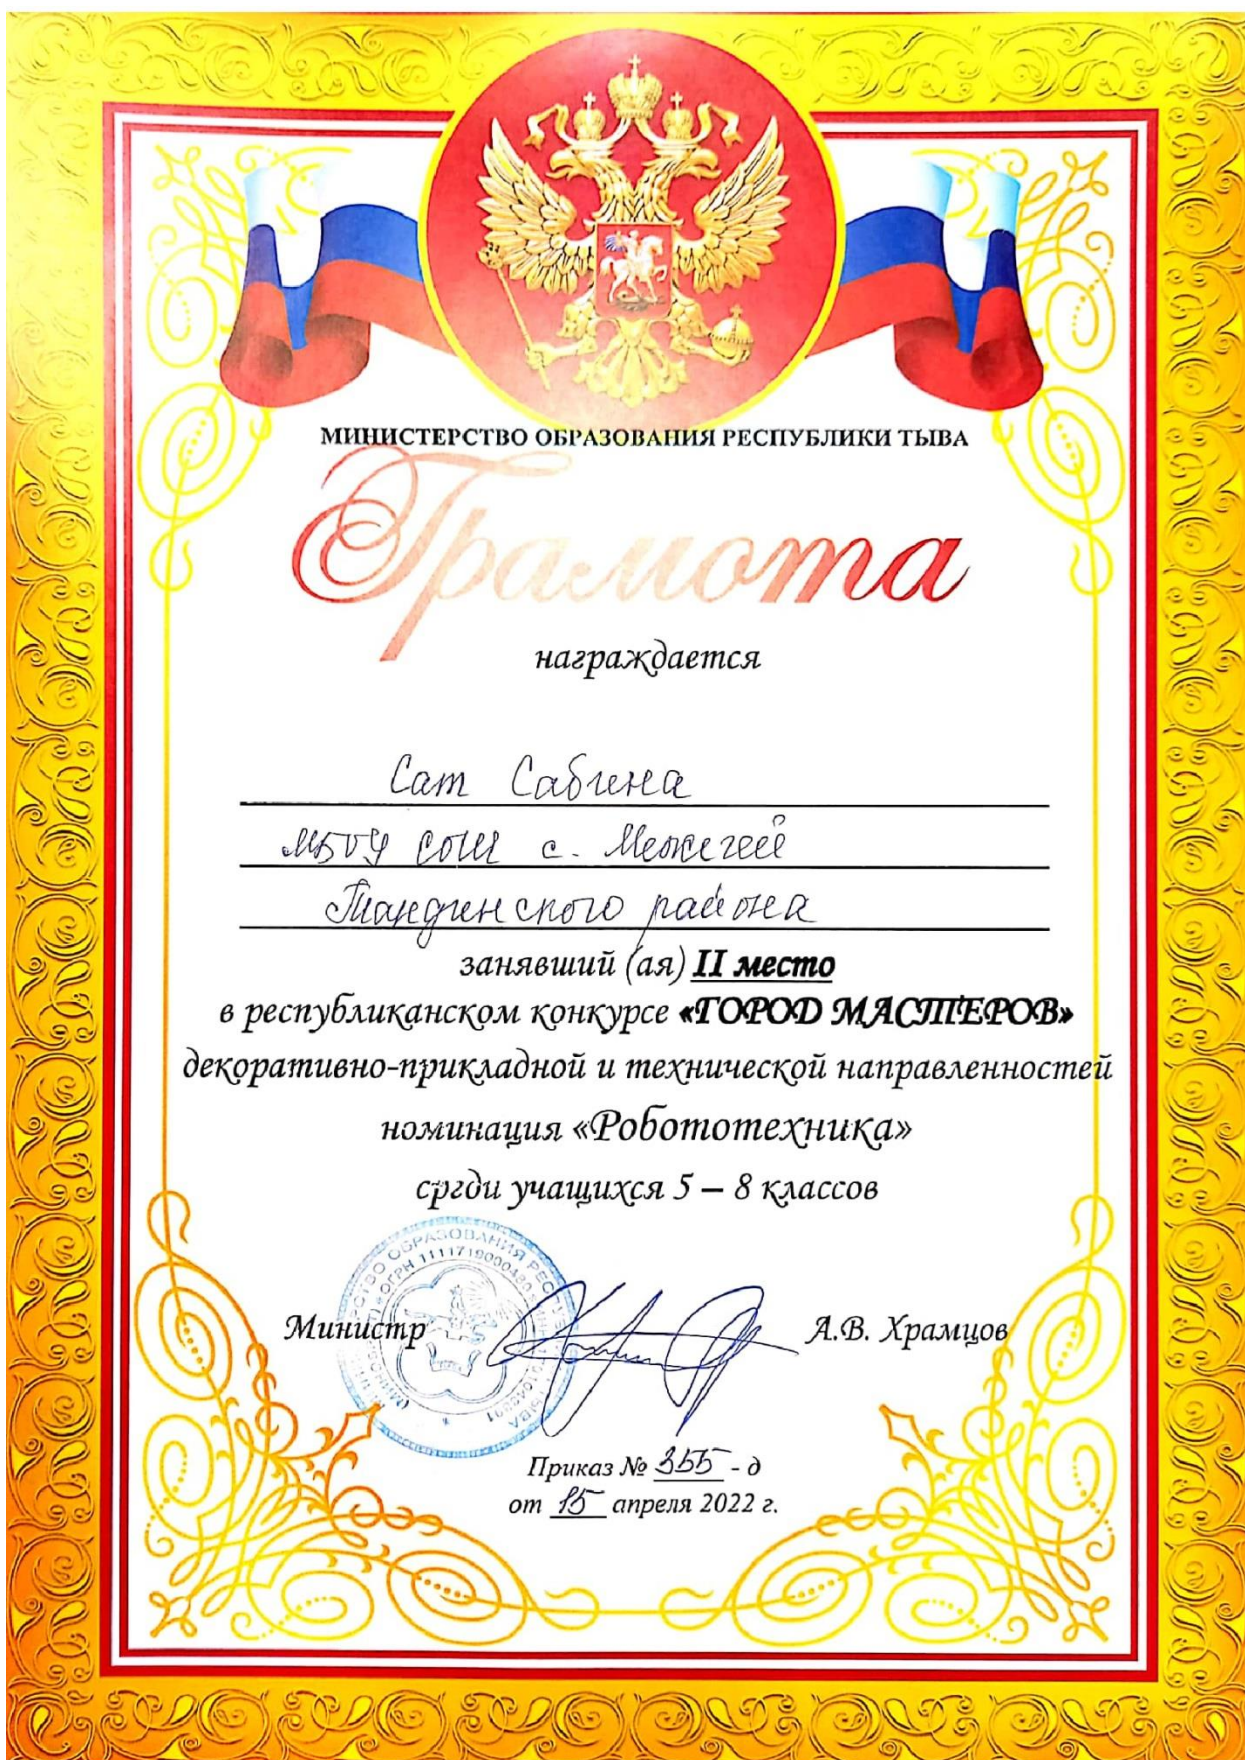 МИНИСТЕРСТВО ОБРАЗОВАНИЯ РЕСПУБЛИКИ ТЫВА
Грамота
награждается
Сат Сабина
МБОУ СОШ с. Межегей
Тандинского района
занявший (ая) II место
в республиканском конкурсе «ГОРОД МАСТЕРОВ»
декоративно-прикладной и технической направленностей
номинация «Робототехника»
среди учащихся 5 – 8 классов
Министр А.В. Храмцов
Приказ № 355 - д
от 15 апреля 2022 г.